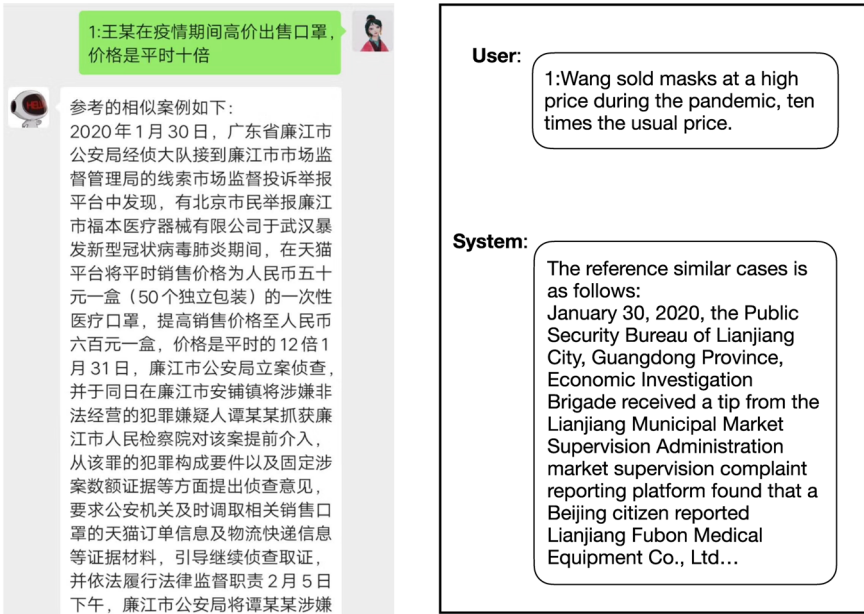 1:王某在疫情期间高价出售口罩,
价格是平时十倍
HELLO
参考的相似案例如下:
2020年1月30日，广东省廉江市
公安局经侦大队接到廉江市市场监
督管理局的线索市场监督投诉举报
平台中发现，有北京市民举报廉江
市福本医疗器械有限公司于武汉暴
发新型冠状病毒肺炎期间，在天猫
平台将平时销售价格为人民币五十
元一盒（50个独立包装）的一次性
医疗口罩，提高销售价格至人民币
六百元一盒，价格是平时的12倍1
月31日，廉江市公安局立案侦查，
并于同日在廉江市安铺镇将涉嫌非
法经营的犯罪嫌疑人谭某某抓获廉
江市人民检察院对该案提前介入，
从该罪的犯罪构成要件以及固定涉
案数额证据等方面提出侦查意见，
要求公安机关及时调取相关销售口
罩的天猫订单信息及物流快递信息
等证据材料，引导继续侦查取证，
并依法履行法律监督职责2月5日
下午，廉江市公安局将谭某某涉嫌
User:
1:Wang sold masks at a high
price during the pandemic, ten
times the usual price.
System:
The reference similar cases is
as follows:
January 30, 2020, the Public
Security Bureau of Lianjiang
City, Guangdong Province,
Economic Investigation
Brigade received a tip from the
Lianjiang Municipal Market
Supervision Administration
market supervision complaint
reporting platform found that a
Beijing citizen reported
Lianjiang Fubon Medical
Equipment Co., Ltd...